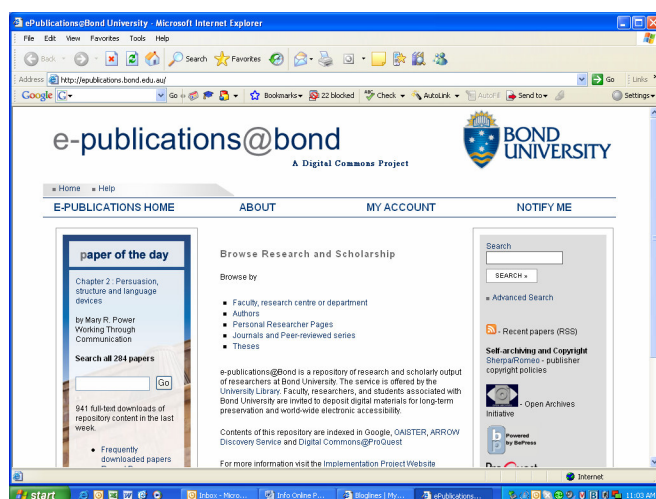 ePublications@Bond University - Microsoft Internet Explorer
File Edit View Favorites Tools Help
Back Search Favorites
Address http://epublications.bond.edu.au/ Go Links
Google Go Bookmarks 22 blocked Check AutoLink AutoFill Send to Settings
e-publications@bond
A Digital Commons Project
BOND
UNIVERSITY
Home Help
E-PUBLICATIONS HOME ABOUT MY ACCOUNT NOTIFY ME
paper of the day
Chapter 2 : Persuasion,
structure and language
devices
by Mary R. Power
Working Through
Communication
Search all 284 papers
Go
941 full-text downloads of
repository content in the last
week.
Frequently
downloaded papers
Browse Research and Scholarship
Browse by
Faculty, research centre or department
Authors
Personal Researcher Pages
Journals and Peer-reviewed series
Theses
e-publications@Bond is a repository of research and scholarly output
of researchers at Bond University. The service is offered by the
University Library. Faculty, researchers, and students associated with
Bond University are invited to deposit digital materials for long-term
preservation and world-wide electronic accessibility.
Contents of this repository are indexed in Google, OAISTER, ARROW
Discovery Service and Digital Commons@ProQuest
For more information visit the Implementation Project Website
Search
SEARCH »
Advanced Search
- Recent papers (RSS)
Self-archiving and Copyright
Sherpa/Romeo - publisher
copyright policies
- Open Archives
Initiative
Powered
by BePress
Internet
start Inbox - Micro... Info Online P... Bloglines | My... ePublications... 11:03 AM